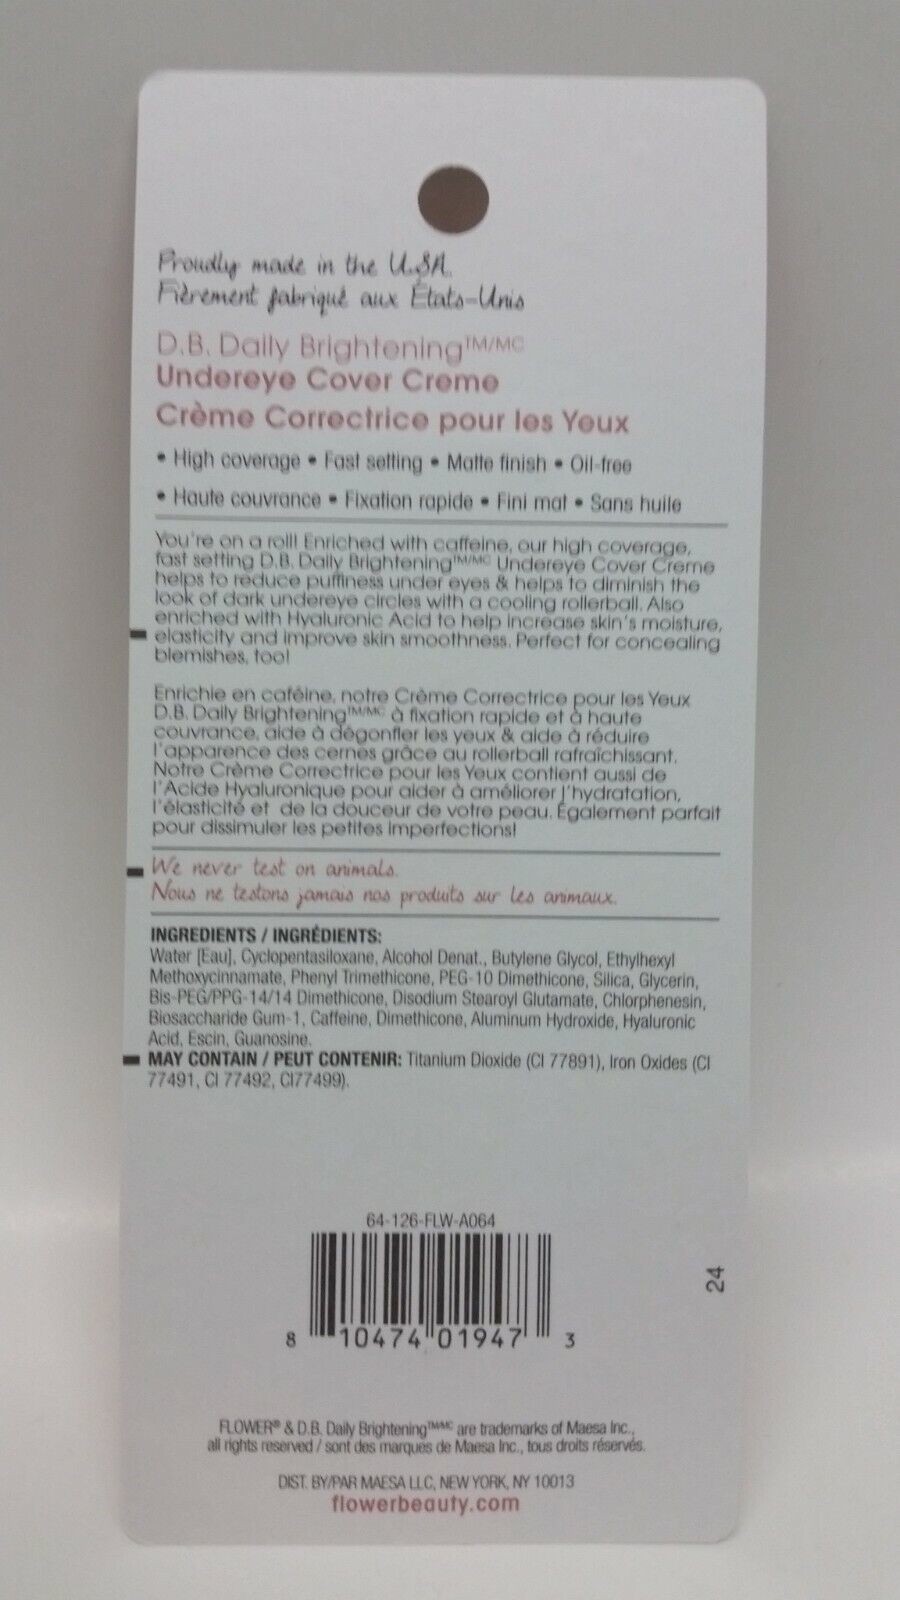 Proudly made in the U.S.A.
Fièrement fabriqué aux États-Unis
D.B. Daily Brightening™/MC
Undereye Cover Creme
Crème Correctrice pour les Yeux
• High coverage • Fast setting • Matte finish • Oil-free
• Haute couvrance • Fixation rapide • Fini mat • Sans huile
You're on a roll! Enriched with caffeine, our high coverage,
fast setting D.B. Daily Brightening™/MC Undereye Cover Creme
helps to reduce puffiness under eyes & helps to diminish the
look of dark undereye circles with a cooling rollerball. Also
enriched with Hyaluronic Acid to help increase skin's moisture,
elasticity and improve skin smoothness. Perfect for concealing
blemishes, too!
Enrichie en caféine, notre Crème Correctrice pour les Yeux
D.B. Daily Brightening™/MC à fixation rapide et à haute
couvrance, aide à dégonfler les yeux & aide à réduire
l'apparence des cernes grâce au rollerball rafraîchissant.
Notre Crème Correctrice pour les Yeux contient aussi de
l'Acide Hyaluronique pour aider à améliorer l'hydratation,
l'élasticité et de la douceur de votre peau. Également parfait
pour dissimuler les petites imperfections!
We never test on animals.
Nous ne testons jamais nos produits sur les animaux.
INGREDIENTS / INGRÉDIENTS:
Water [Eau], Cyclopentasiloxane, Alcohol Denat., Butylene Glycol, Ethylhexyl
Methoxycinnamate, Phenyl Trimethicone, PEG-10 Dimethicone, Silica, Glycerin,
Bis-PEG/PPG-14/14 Dimethicone, Disodium Stearoyl Glutamate, Chlorphenesin,
Biosaccharide Gum-1, Caffeine, Dimethicone, Aluminum Hydroxide, Hyaluronic
Acid, Escin, Guanosine.
MAY CONTAIN / PEUT CONTENIR: Titanium Dioxide (CI 77891), Iron Oxides (CI
77491, CI 77492, CI77499).
64-126-FLW-A064
24
8 10474 01947 3
FLOWER® & D.B. Daily Brightening™/MC are trademarks of Maesa Inc.,
all rights reserved / sont des marques de Maesa Inc., tous droits réservés.
DIST. BY/PAR MAESA LLC, NEW YORK, NY 10013
flowerbeauty.com